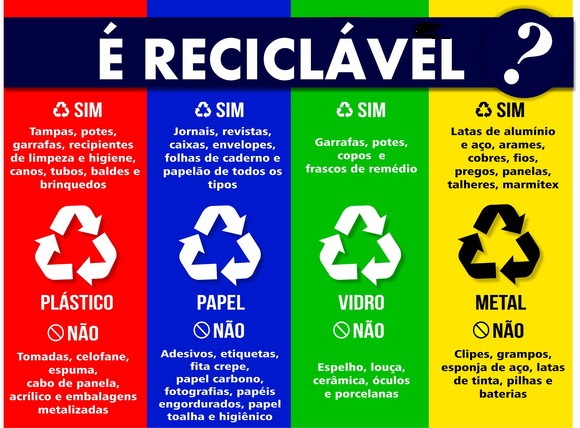 É RECICLÁVEL ?
SIM
Tampas, potes,
garrafas, recipientes
de limpeza e higiene,
canos, tubos, baldes e
brinquedos
PLÁSTICO
NÃO
Tomadas, celofane,
espuma,
cabo de panela,
acrílico e embalagens
metalizadas
SIM
Jornais, revistas,
caixas, envelopes,
folhas de caderno e
papelão de todos os
tipos
PAPEL
NÃO
Adesivos, etiquetas,
fita crepe,
papel carbono,
fotografias, papéis
engordurados, papel
toalha e higiênico
SIM
Garrafas, potes,
copos e
frascos de remédio
VIDRO
NÃO
Espelho, louça,
cerâmica, óculos
e porcelanas
SIM
Latas de alumínio
e aço, arames,
cobres, fios,
pregos, panelas,
talheres, marmitex
METAL
NÃO
Clipes, grampos,
esponja de aço, latas
de tinta, pilhas e
baterias